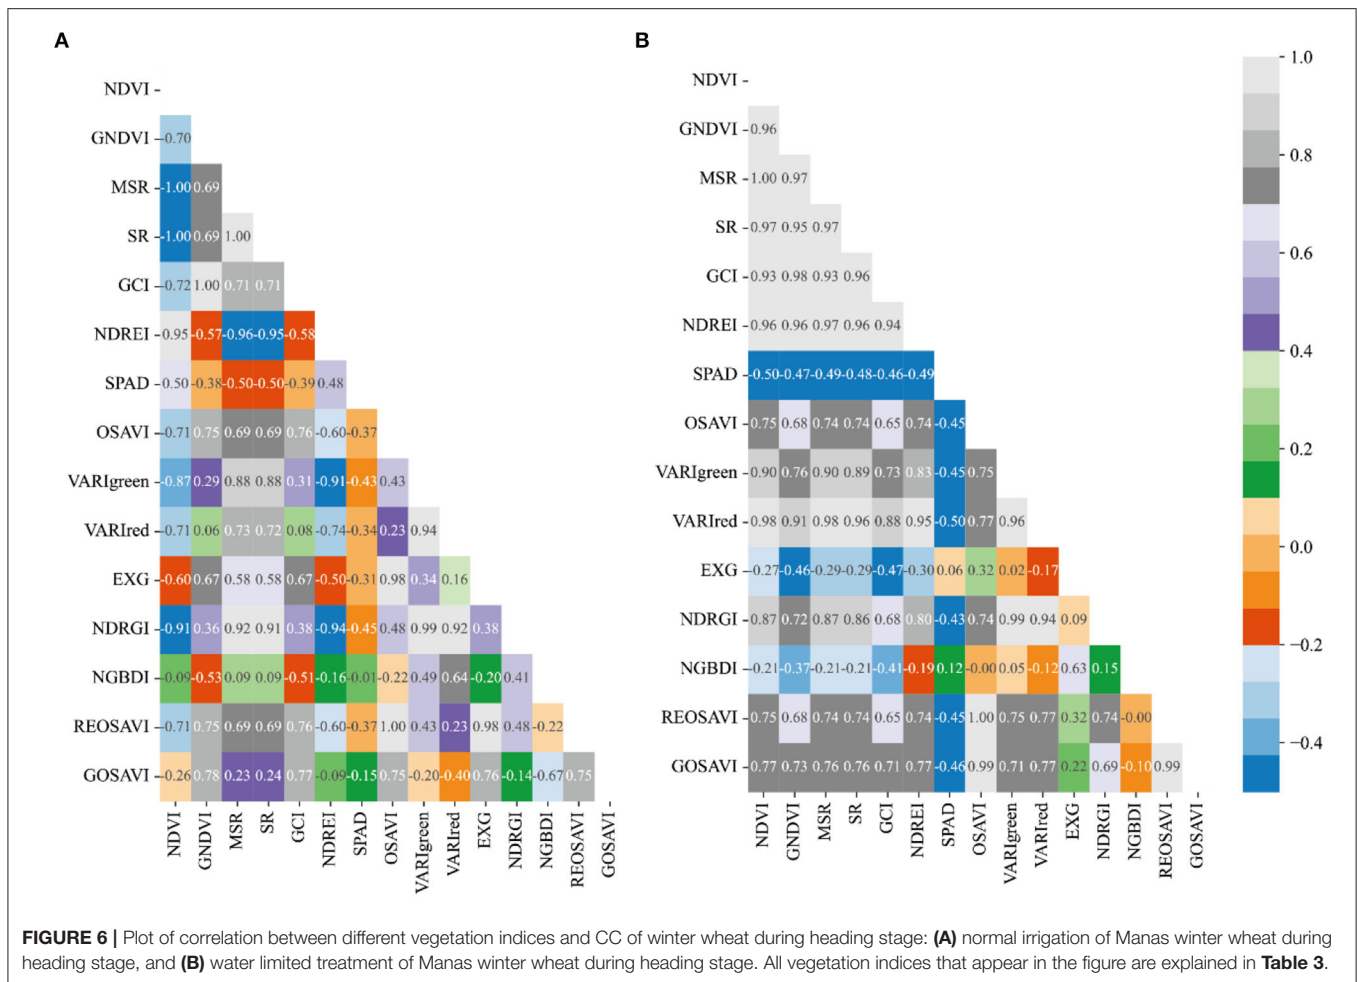 A
NDVI
GNDVI -0.70
MSR -1.00 0.69
SR -1.00 0.69 1.00
GCI -0.72 1.00 0.71 0.71
NDREI 0.95 -0.57 -0.96 -0.95 -0.58
SPAD 0.50 -0.38 -0.50 -0.50 -0.39 0.48
OSAVI -0.71 0.75 0.69 0.69 0.76 -0.60 -0.37
VARIgreen -0.87 0.29 0.88 0.88 0.31 -0.91 -0.43 0.43
VARIred -0.71 0.06 0.73 0.72 0.08 -0.74 -0.34 0.23 0.94
EXG -0.60 0.67 0.58 0.58 0.67 -0.50 -0.31 0.98 0.34 0.16
NDRGI -0.91 0.36 0.92 0.91 0.38 -0.94 -0.45 0.48 0.99 0.92 0.38
NGBDI -0.09 -0.53 0.09 0.09 -0.51 -0.16 -0.01 -0.22 0.49 0.64 -0.20 0.41
REOSAVI -0.71 0.75 0.69 0.69 0.76 -0.60 -0.37 1.00 0.43 0.23 0.98 0.48 -0.22
GOSAVI -0.26 0.78 0.23 0.24 0.77 -0.09 -0.15 0.75 -0.20 -0.40 0.76 -0.14 -0.67 0.75
NDVI GNDVI MSR SR GCI NDREI SPAD OSAVI VARIgreen VARIred EXG NDRGI NGBDI REOSAVI GOSAVI
B
NDVI
GNDVI 0.96
MSR 1.00 0.97
SR 0.97 0.95 0.97
GCI 0.93 0.98 0.93 0.96
NDREI 0.96 0.96 0.97 0.96 0.94
SPAD -0.50 -0.47 -0.49 -0.48 -0.46 -0.49
OSAVI 0.75 0.68 0.74 0.74 0.65 0.74 -0.45
VARIgreen 0.90 0.76 0.90 0.89 0.73 0.83 -0.45 0.75
VARIred 0.98 0.91 0.98 0.96 0.88 0.95 -0.50 0.77 0.96
EXG -0.27 -0.46 -0.29 -0.29 -0.47 -0.30 0.06 0.32 0.02 -0.17
NDRGI 0.87 0.72 0.87 0.86 0.68 0.80 -0.43 0.74 0.99 0.94 0.09
NGBDI -0.21 -0.37 -0.21 -0.21 -0.41 -0.19 0.12 -0.00 0.05 -0.12 0.63 0.15
REOSAVI 0.75 0.68 0.74 0.74 0.65 0.74 -0.45 1.00 0.75 0.77 0.32 0.74 -0.00
GOSAVI 0.77 0.73 0.76 0.76 0.71 0.77 -0.46 0.99 0.71 0.77 0.22 0.69 -0.10 0.99
NDVI GNDVI MSR SR GCI NDREI SPAD OSAVI VARIgreen VARIred EXG NDRGI NGBDI REOSAVI GOSAVI
1.0
0.8
0.6
0.4
0.2
0.0
−0.2
−0.4
FIGURE 6 | Plot of correlation between different vegetation indices and CC of winter wheat during heading stage: (A) normal irrigation of Manas winter wheat during
heading stage, and (B) water limited treatment of Manas winter wheat during heading stage. All vegetation indices that appear in the figure are explained in Table 3.